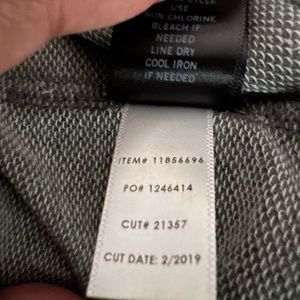 USE
NON CHLORINE
BLEACH IF
NEEDED
LINE DRY
COOL IRON
IF NEEDED
ITEM# 11856696
PO# 1246414
CUT# 21357
CUT DATE: 2/2019